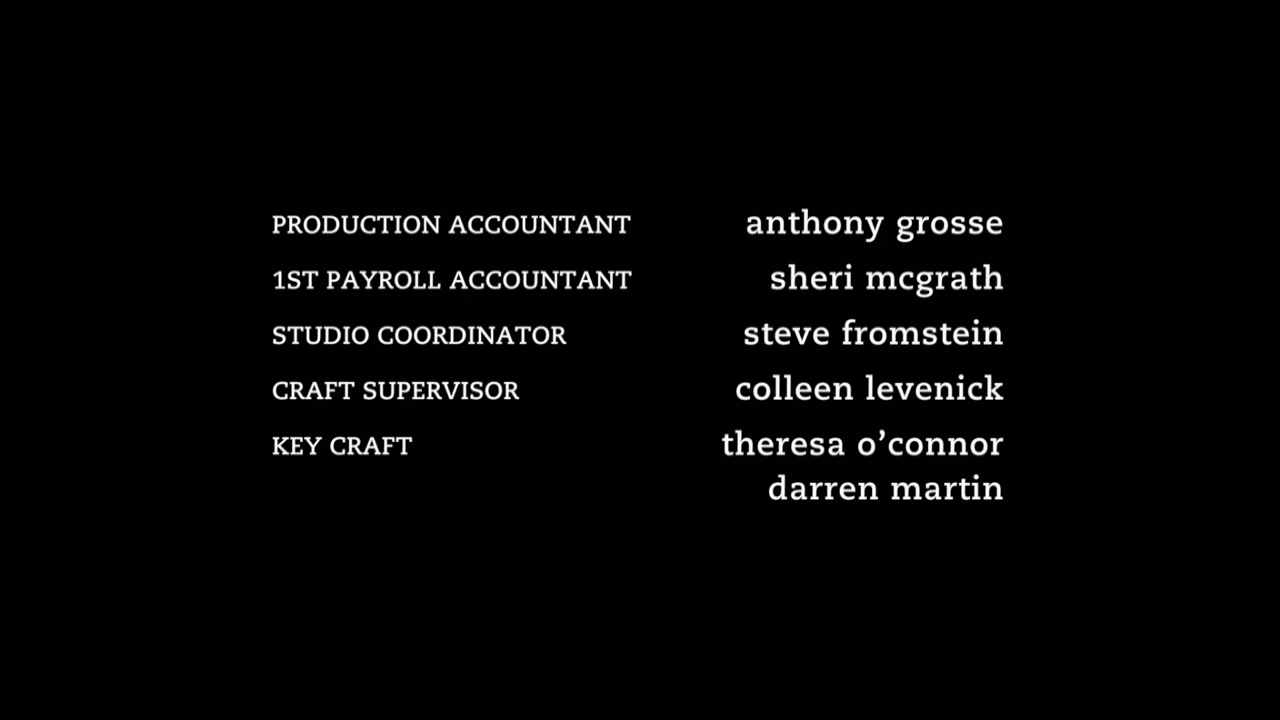 PRODUCTION ACCOUNTANT anthony grosse
1ST PAYROLL ACCOUNTANT sheri mcgrath
STUDIO COORDINATOR steve fromstein
CRAFT SUPERVISOR colleen levenick
KEY CRAFT theresa o’connor
darren martin